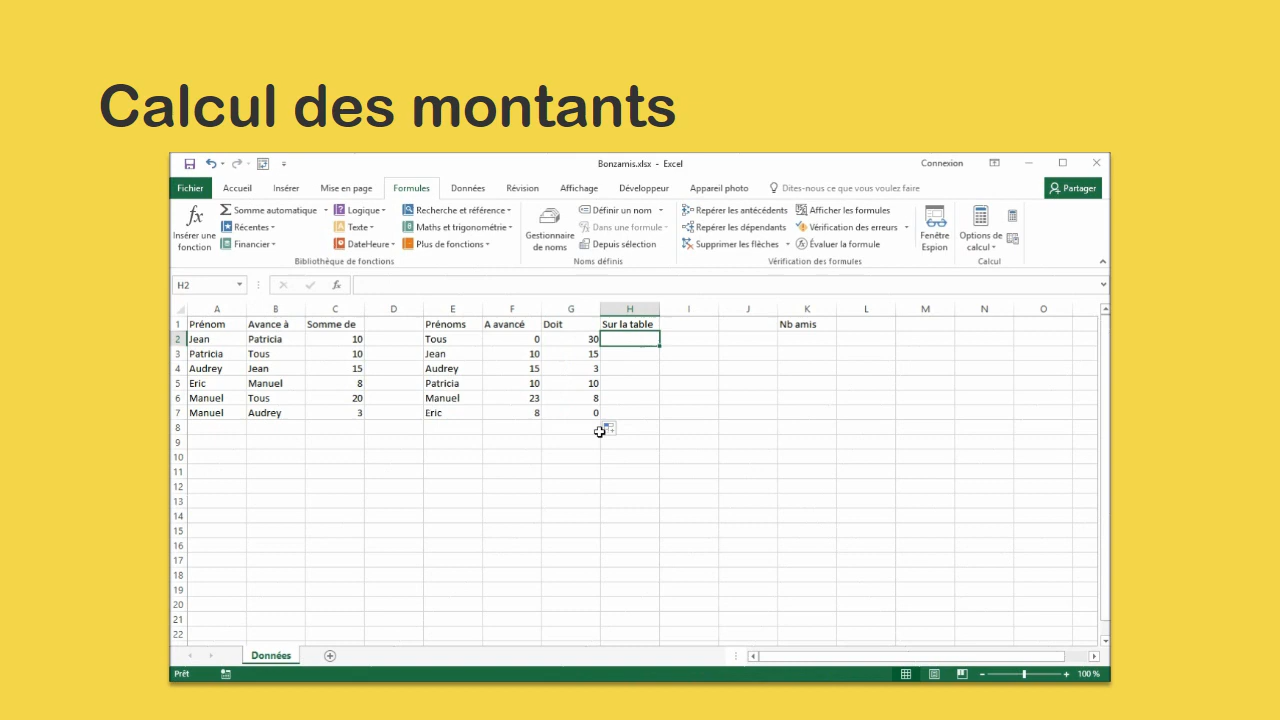 Calcul des montants
Bonzamis.xlsx - Excel
Connexion
Fichier Accueil Insérer Mise en page Formules Données Révision Affichage Développeur Appareil photo Dites-nous ce que vous voulez faire Partager
fx Insérer une fonction
Somme automatique Logique Recherche et référence
Récentes Texte Maths et trigonométrie
Financier DateHeure Plus de fonctions
Bibliothèque de fonctions
Gestionnaire de noms
Définir un nom
Dans une formule
Depuis sélection
Noms définis
Repérer les antécédents Afficher les formules
Repérer les dépendants Vérification des erreurs
Supprimer les flèches Évaluer la formule
Vérification des formules
Fenêtre Espion
Options de calcul
Calcul
H2 fx
A B C D E F G H I J K L M N O
1 Prénom Avance à Somme de Prénoms A avancé Doit Sur la table Nb amis
2 Jean Patricia 10 Tous 0 30
3 Patricia Tous 10 Jean 10 15
4 Audrey Jean 15 Audrey 15 3
5 Eric Manuel 8 Patricia 10 10
6 Manuel Tous 20 Manuel 23 8
7 Manuel Audrey 3 Eric 8 0
8
9
10
11
12
13
14
15
16
17
18
19
20
21
22
Données
Prêt 100 %